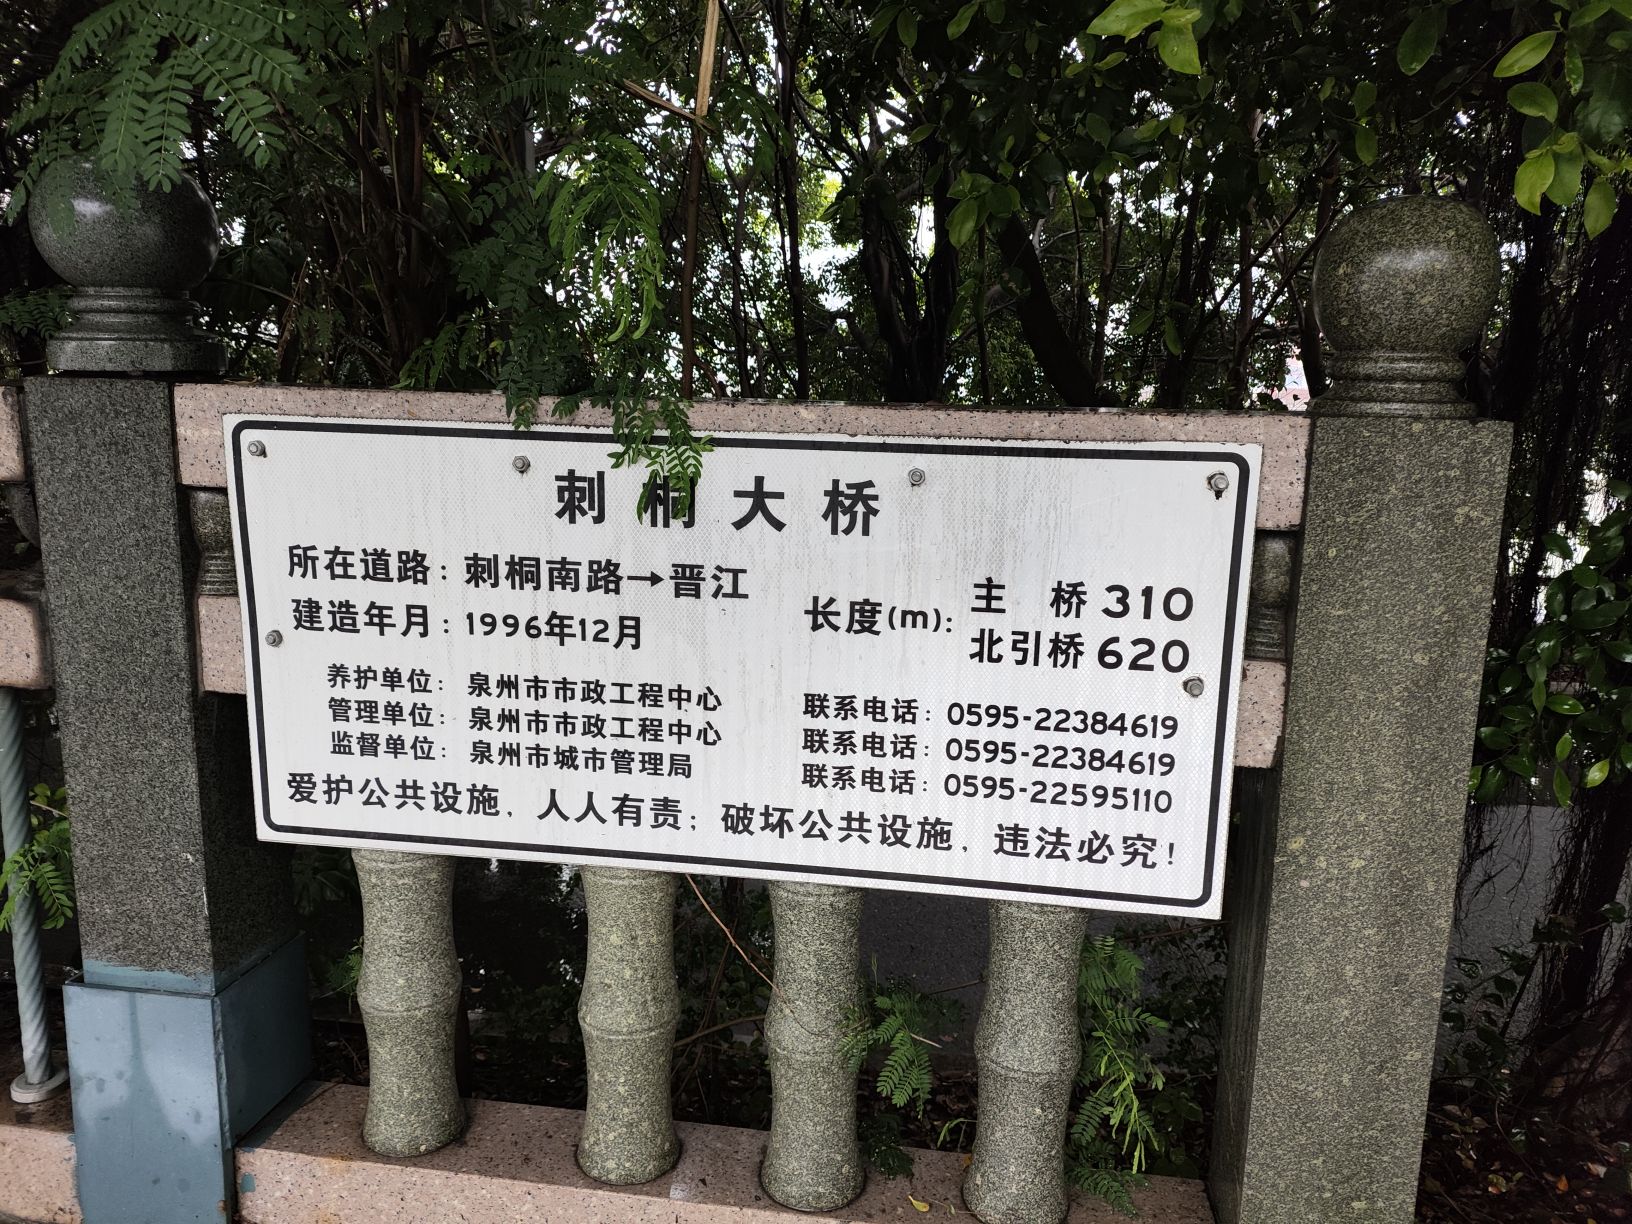 刺桐大桥
所在道路：刺桐南路→晋江
建造年月：1996年12月
长度(m)：主 桥 310
北引桥 620
养护单位：泉州市市政工程中心 联系电话：0595-22384619
管理单位：泉州市市政工程中心 联系电话：0595-22384619
监督单位：泉州市城市管理局 联系电话：0595-22595110
爱护公共设施，人人有责；破坏公共设施，违法必究！